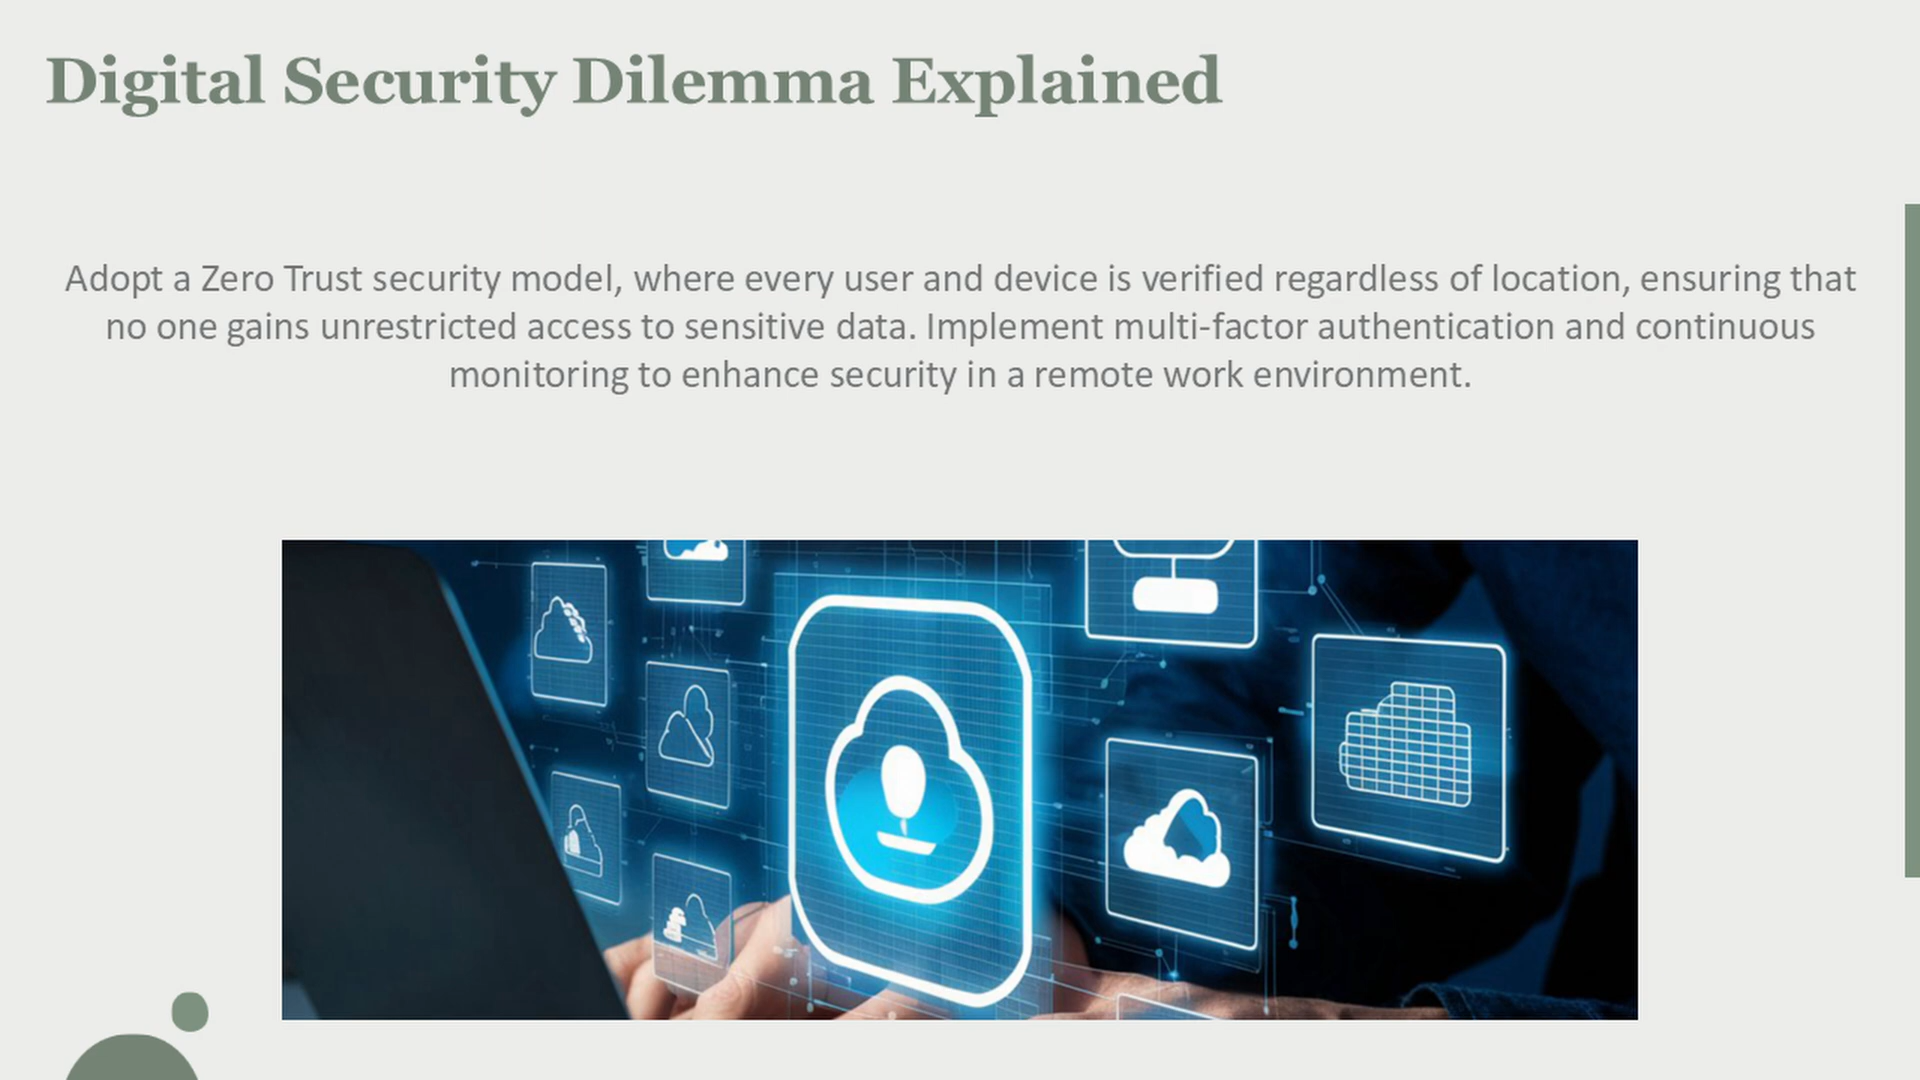 Digital Security Dilemma Explained
Adopt a Zero Trust security model, where every user and device is verified regardless of location, ensuring that
no one gains unrestricted access to sensitive data. Implement multi-factor authentication and continuous
monitoring to enhance security in a remote work environment.